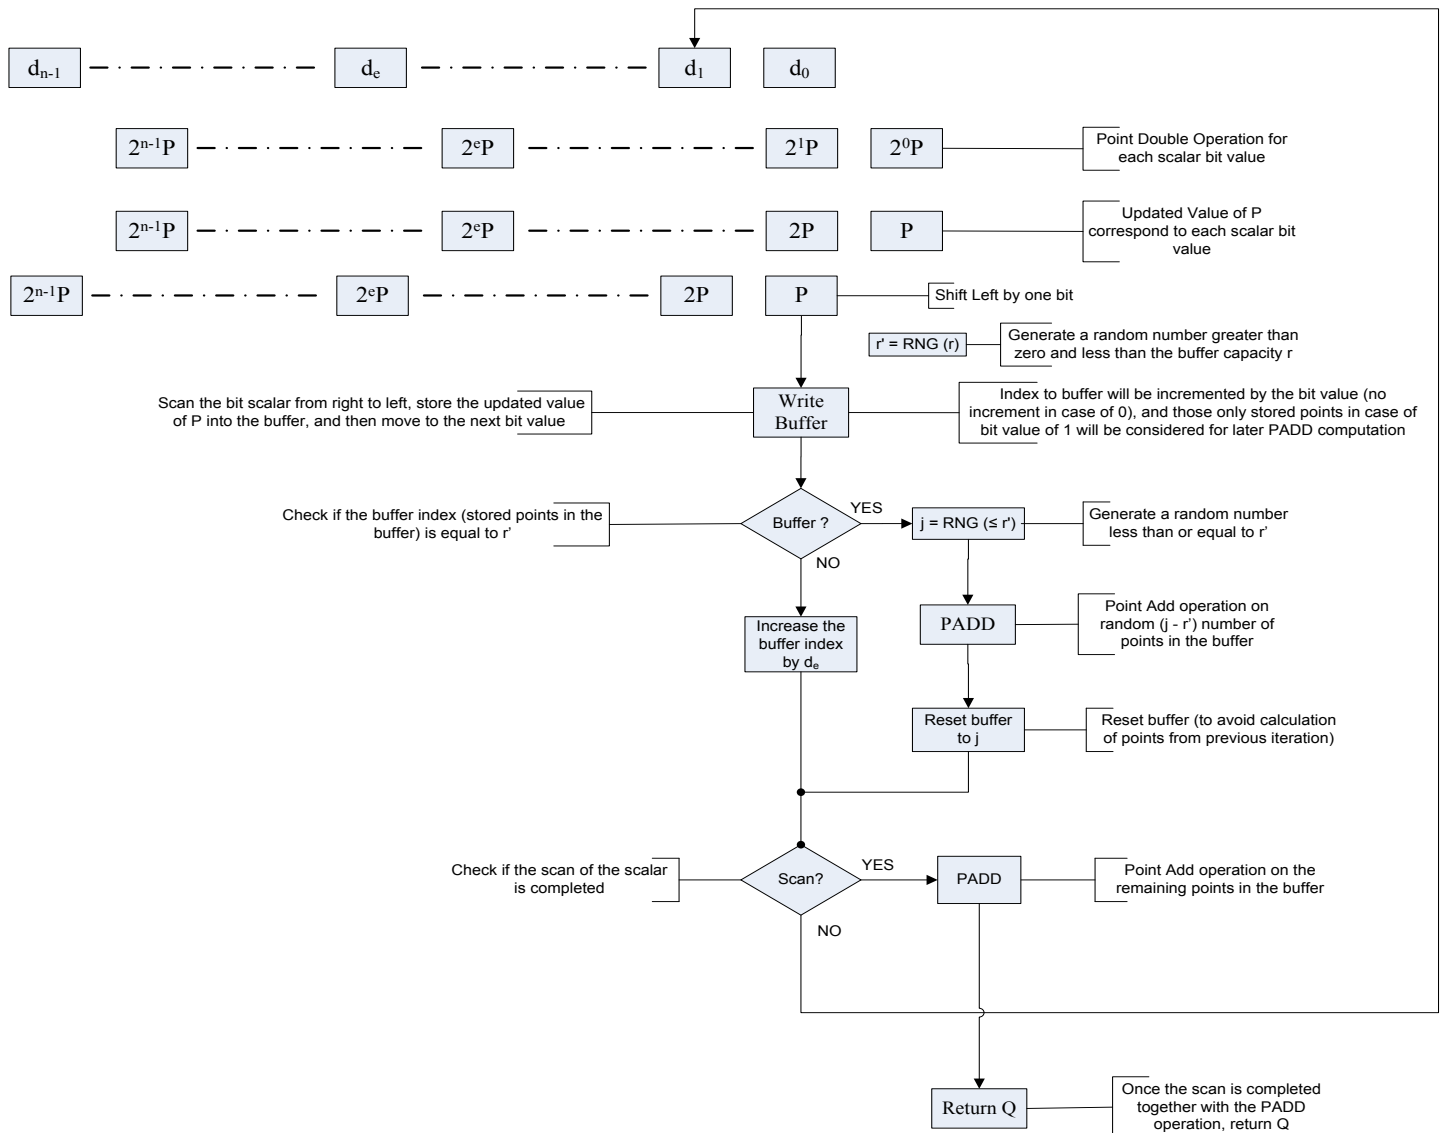 d_{n-1} d_e d_1 d_0
2^{n-1}P 2^eP 2^1P 2^0P
Point Double Operation for
each scalar bit value
2^{n-1}P 2^eP 2P P
Updated Value of P
correspond to each scalar bit
value
2^{n-1}P 2^eP 2P P
Shift Left by one bit
r' = RNG (r)
Generate a random number greater than
zero and less than the buffer capacity r
Scan the bit scalar from right to left, store the updated value
of P into the buffer, and then move to the next bit value
Write
Buffer
Index to buffer will be incremented by the bit value (no
increment in case of 0), and those only stored points in case of
bit value of 1 will be considered for later PADD computation
Check if the buffer index (stored points in the
buffer) is equal to r'
Buffer ?
YES
NO
j = RNG (≤ r')
Generate a random number
less than or equal to r'
Increase the
buffer index
by d_e
PADD
Point Add operation on
random (j - r') number of
points in the buffer
Reset buffer
to j
Reset buffer (to avoid calculation
of points from previous iteration)
Check if the scan of the scalar
is completed
Scan?
YES
NO
PADD
Point Add operation on the
remaining points in the buffer
Return Q
Once the scan is completed
together with the PADD
operation, return Q